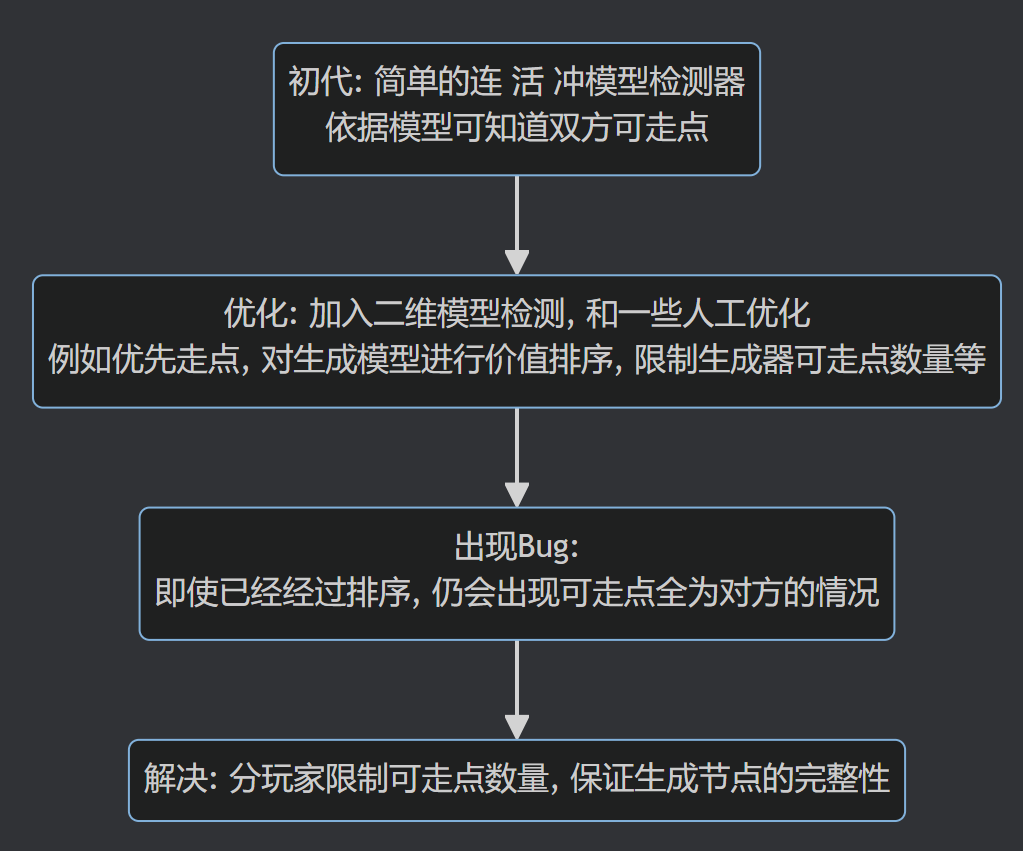 初代: 简单的连 活 冲模型检测器
依据模型可知道双方可走点
优化: 加入二维模型检测, 和一些人工优化
例如优先走点, 对生成模型进行价值排序, 限制生成器可走点数量等
出现Bug:
即使已经经过排序, 仍会出现可走点全为对方的情况
解决: 分玩家限制可走点数量, 保证生成节点的完整性